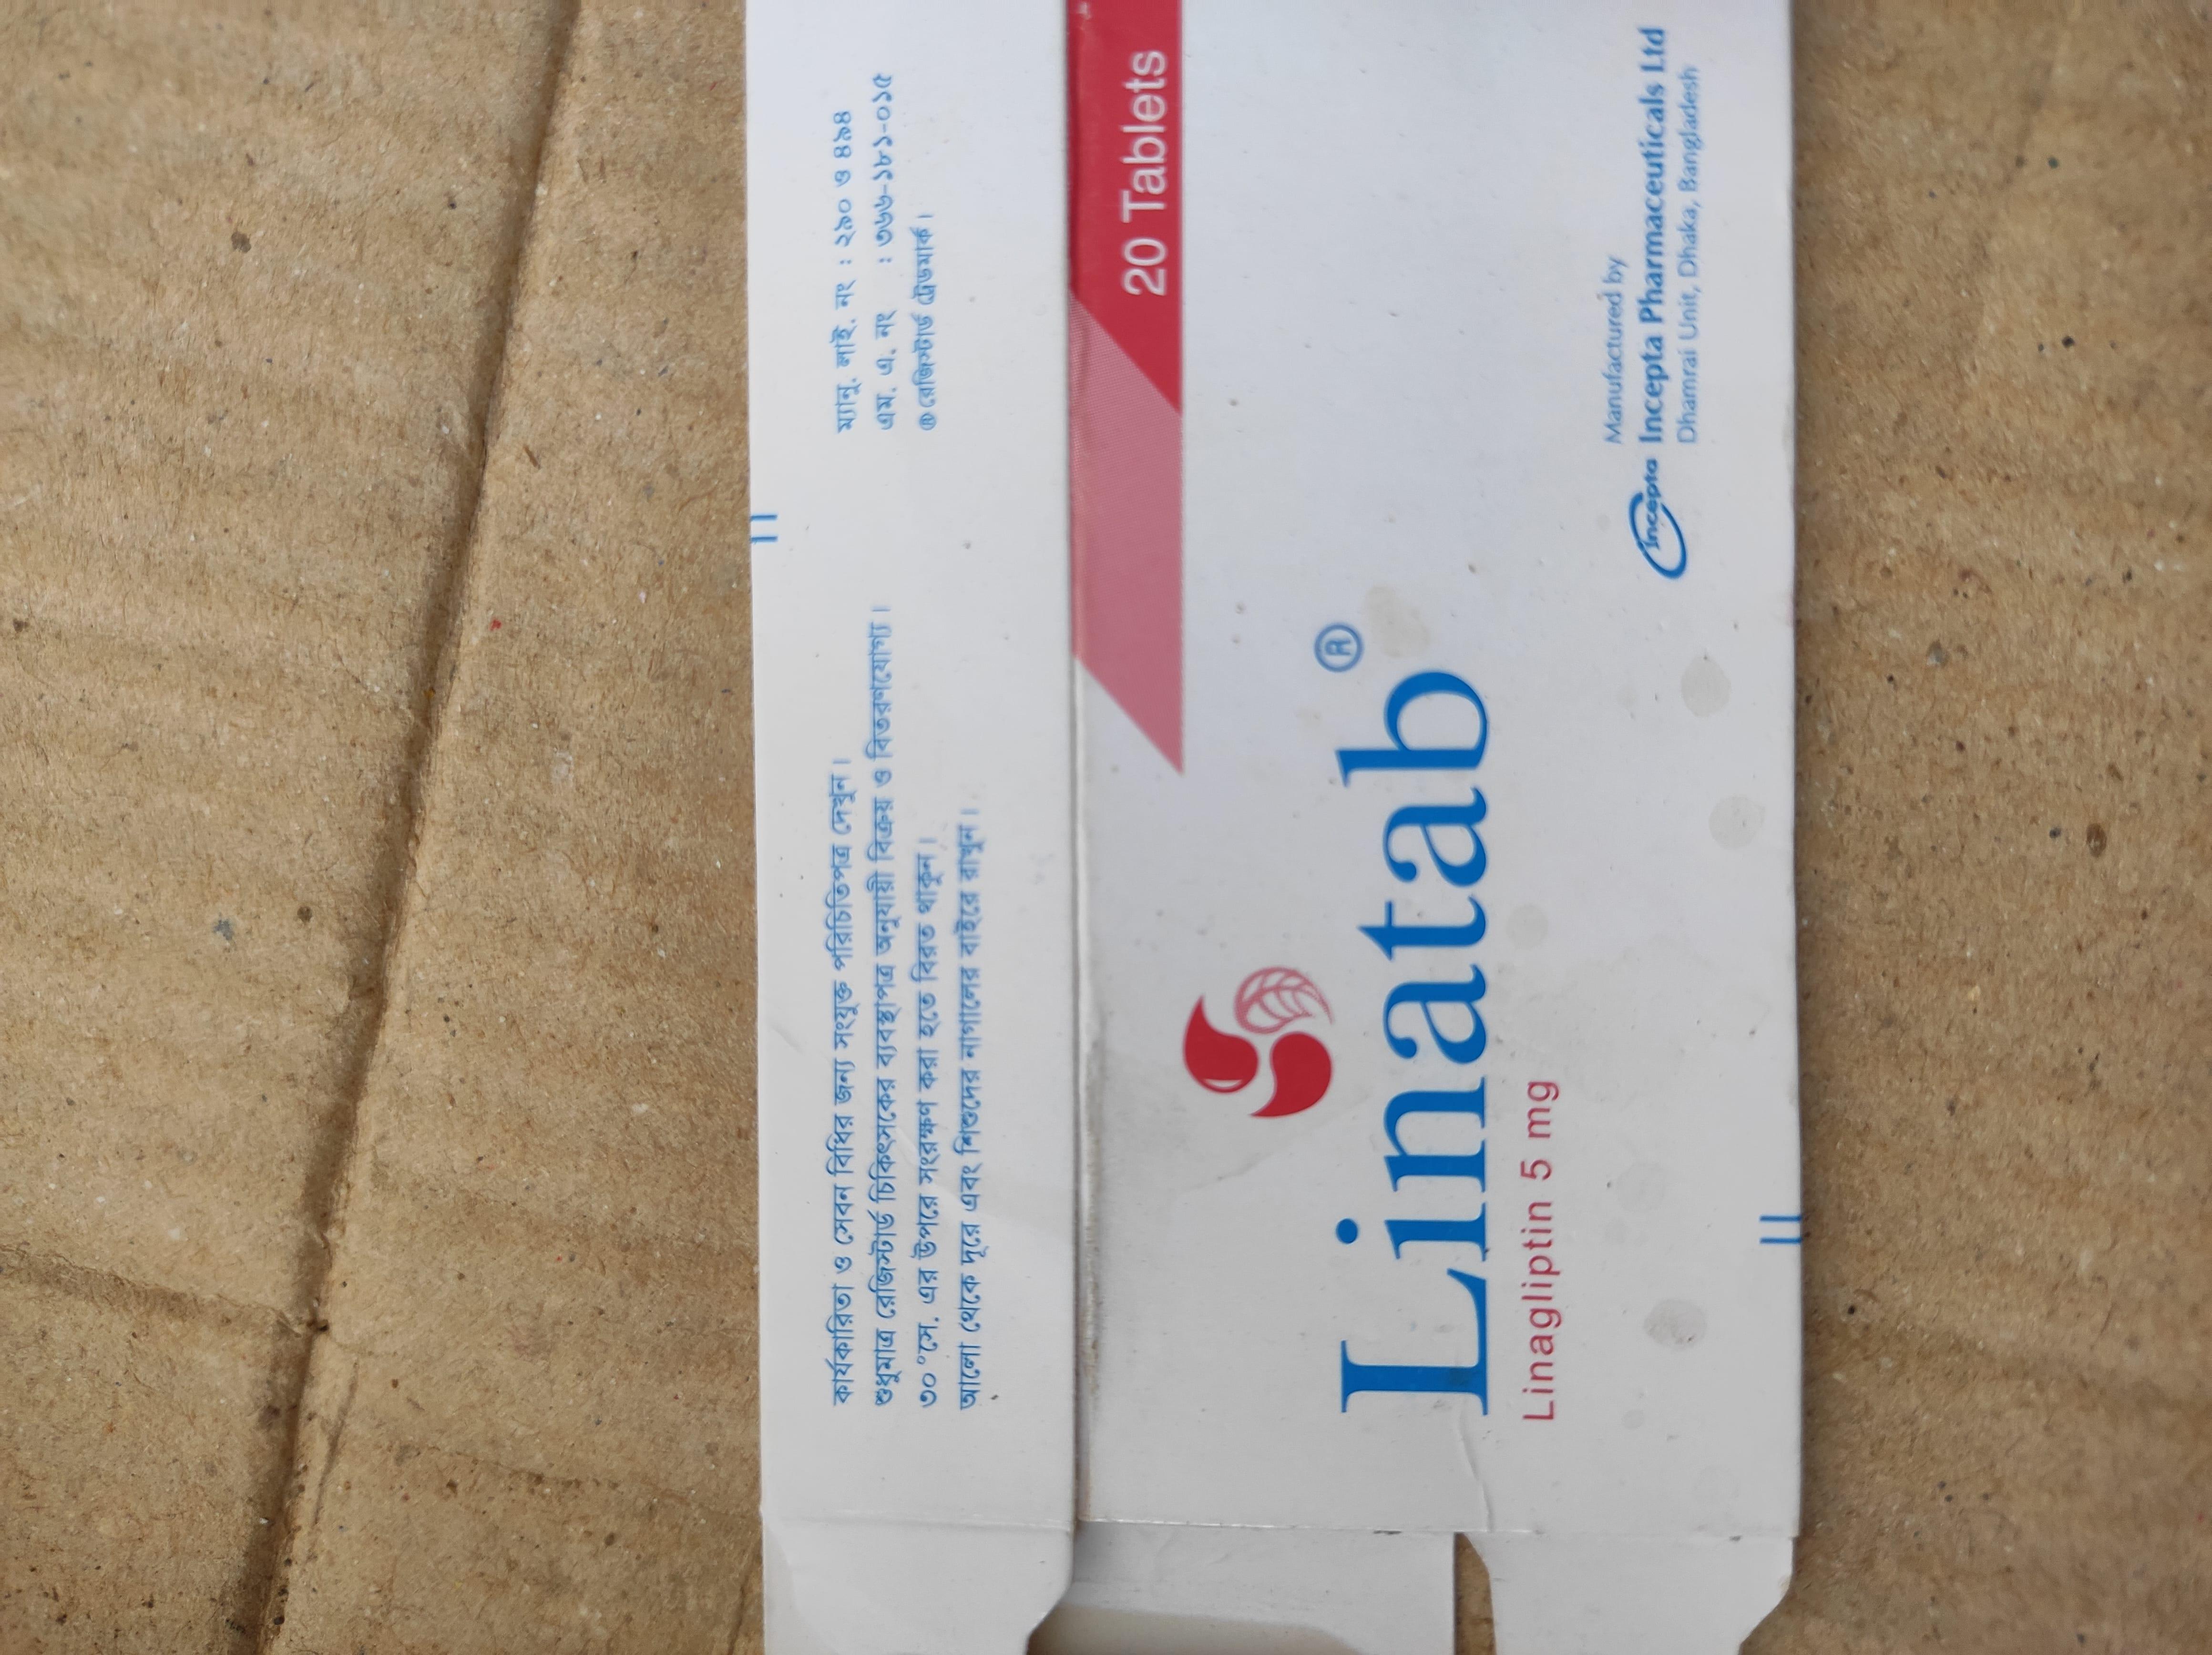 কার্যকারিতা ও সেবন বিধির জন্য সংযুক্ত পরিচিতিপত্র দেখুন।
শুধুমাত্র রেজিস্টার্ড চিকিৎসকের ব্যবস্থাপত্র অনুযায়ী বিক্রয় ও বিতরণযোগ্য।
৩০°সে. এর উপরে সংরক্ষণ করা হতে বিরত থাকুন।
আলো থেকে দূরে এবং শিশুদের নাগালের বাইরে রাখুন।
ম্যানু. লাই. নং : ২৯০ ও ৪৯৪
এম. এ. নং : ৩৬৬-১৮১-০১৫
® রেজিস্টার্ড ট্রেডমার্ক।
20 Tablets
Linatab®
Linagliptin 5 mg
Manufactured by
Incepta Incepta Pharmaceuticals Ltd
Dhamrai Unit, Dhaka, Bangladesh